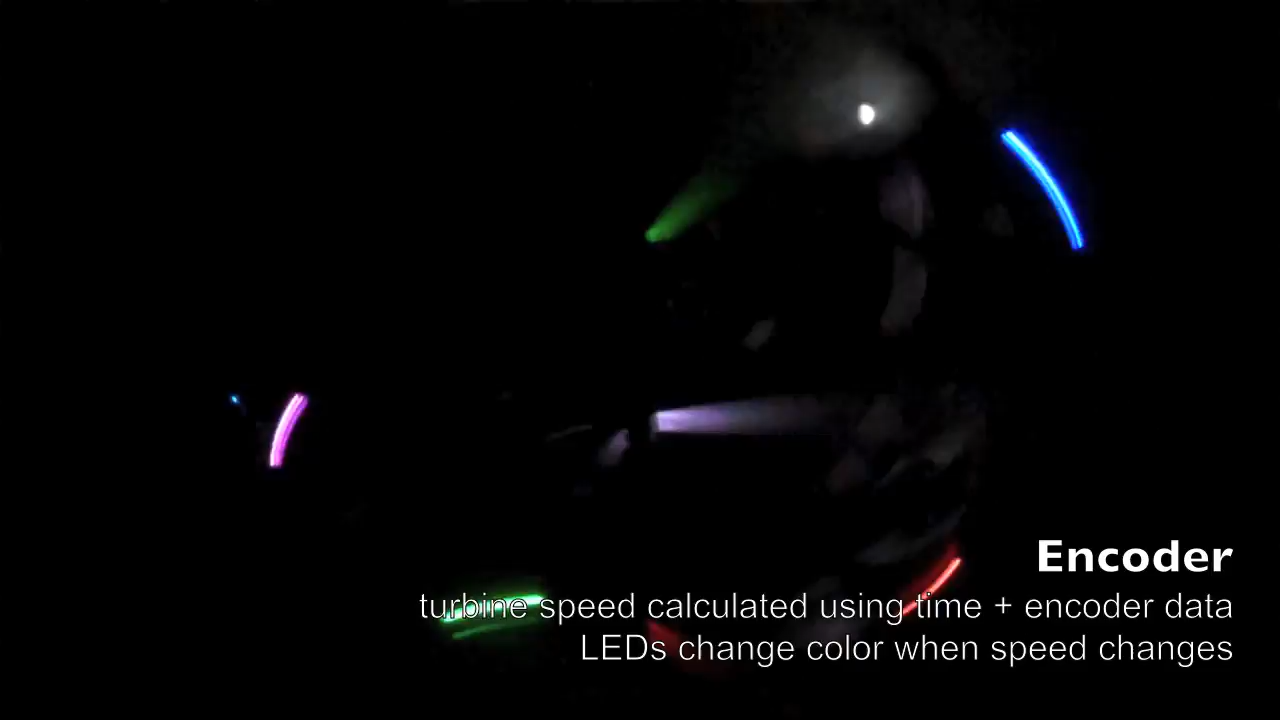 Encoder
turbine speed calculated using time + encoder data
LEDs change color when speed changes